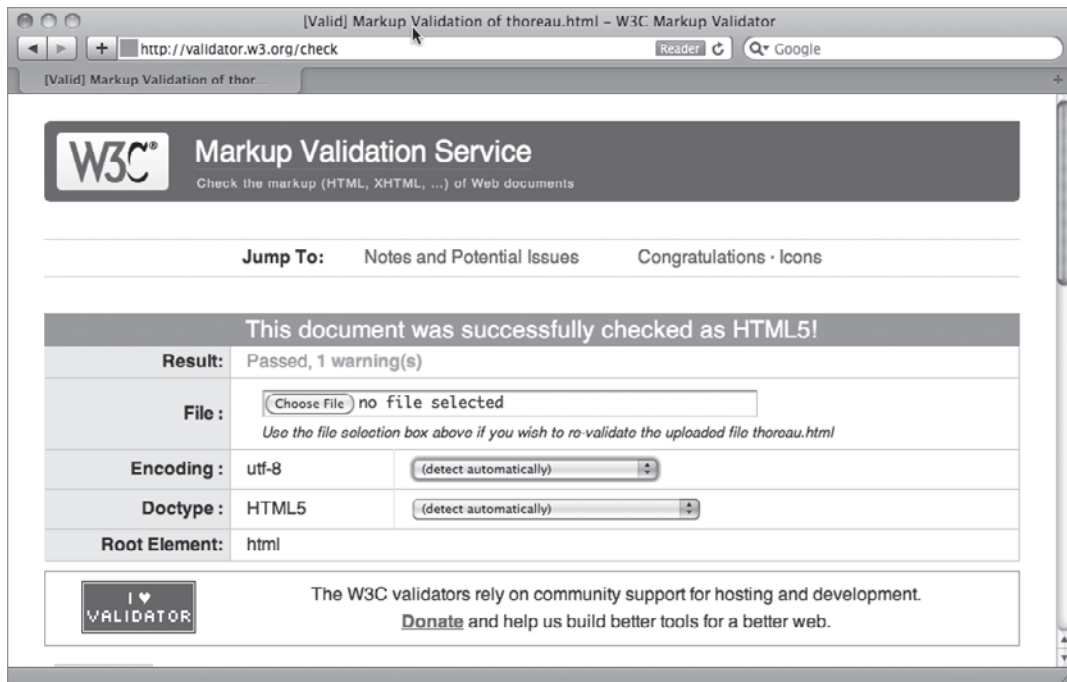 [Valid] Markup Validation of thoreau.html – W3C Markup Validator
http://validator.w3.org/check
Reader
Google
[Valid] Markup Validation of thor...
W3C®
Markup Validation Service
Check the markup (HTML, XHTML, ...) of Web documents
Jump To: Notes and Potential Issues Congratulations · Icons
This document was successfully checked as HTML5!
Result: Passed, 1 warning(s)
File : Choose File no file selected
Use the file selection box above if you wish to re-validate the uploaded file thoreau.html
Encoding : utf-8 (detect automatically)
Doctype : HTML5 (detect automatically)
Root Element: html
I ♥
VALIDATOR
The W3C validators rely on community support for hosting and development.
Donate and help us build better tools for a better web.